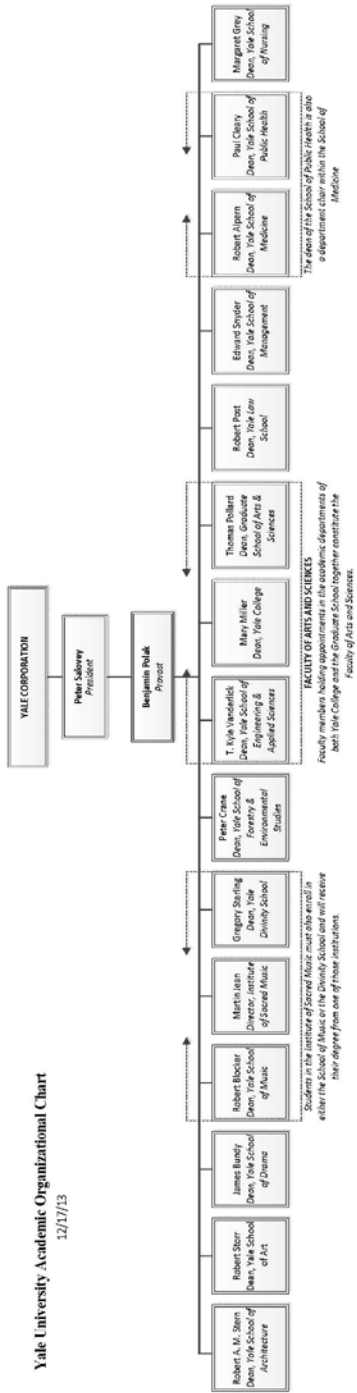 Yale University Academic Organizational Chart
12/17/13
YALE CORPORATION
Peter Salovey
President
Benjamin Polak
Provost
Robert A. M. Stern
Dean, Yale School of
Architecture
Robert Storr
Dean, Yale School
of Art
James Bundy
Dean, Yale School
of Drama
Robert Blocker
Dean, Yale School
of Music
Martin Jean
Director, Institute
of Sacred Music
Gregory Sterling
Dean, Yale
Divinity School
Students in the Institute of Sacred Music must also enroll in
either the School of Music or the Divinity School and will receive
their degree from one of those institutions.
Peter Crane
Dean, Yale School of
Forestry &
Environmental
Studies
T. Kyle Vanderlick
Dean, Yale School of
Engineering &
Applied Sciences
Mary Miller
Dean, Yale College
Thomas Pollard
Dean, Graduate
School of Arts &
Sciences
FACULTY OF ARTS AND SCIENCES
Faculty members holding appointments in the academic departments of
both Yale College and the Graduate School together constitute the
Faculty of Arts and Sciences.
Robert Post
Dean, Yale Law
School
Edward Snyder
Dean, Yale School of
Management
Robert Alpern
Dean, Yale School of
Medicine
Paul Cleary
Dean, Yale School of
Public Health
The dean of the School of Public Health is also
a department chair within the School of
Medicine
Margaret Grey
Dean, Yale School
of Nursing